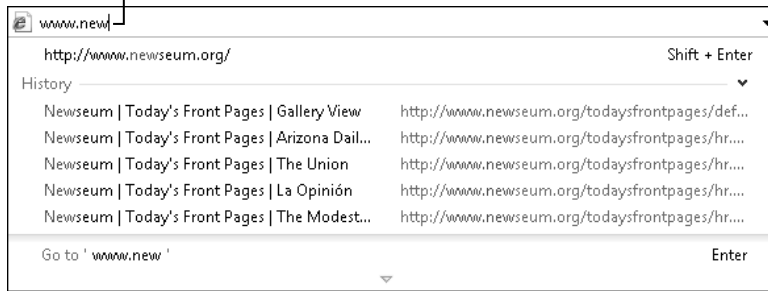 www.new
http://www.newseum.org/ Shift + Enter
History
Newseum | Today's Front Pages | Gallery View http://www.newseum.org/todaysfrontpages/def...
Newseum | Today's Front Pages | Arizona Dail... http://www.newseum.org/todaysfrontpages/hr....
Newseum | Today's Front Pages | The Union http://www.newseum.org/todaysfrontpages/hr....
Newseum | Today's Front Pages | La Opinión http://www.newseum.org/todaysfrontpages/hr....
Newseum | Today's Front Pages | The Modest... http://www.newseum.org/todaysfrontpages/hr....
Go to ' www.new ' Enter